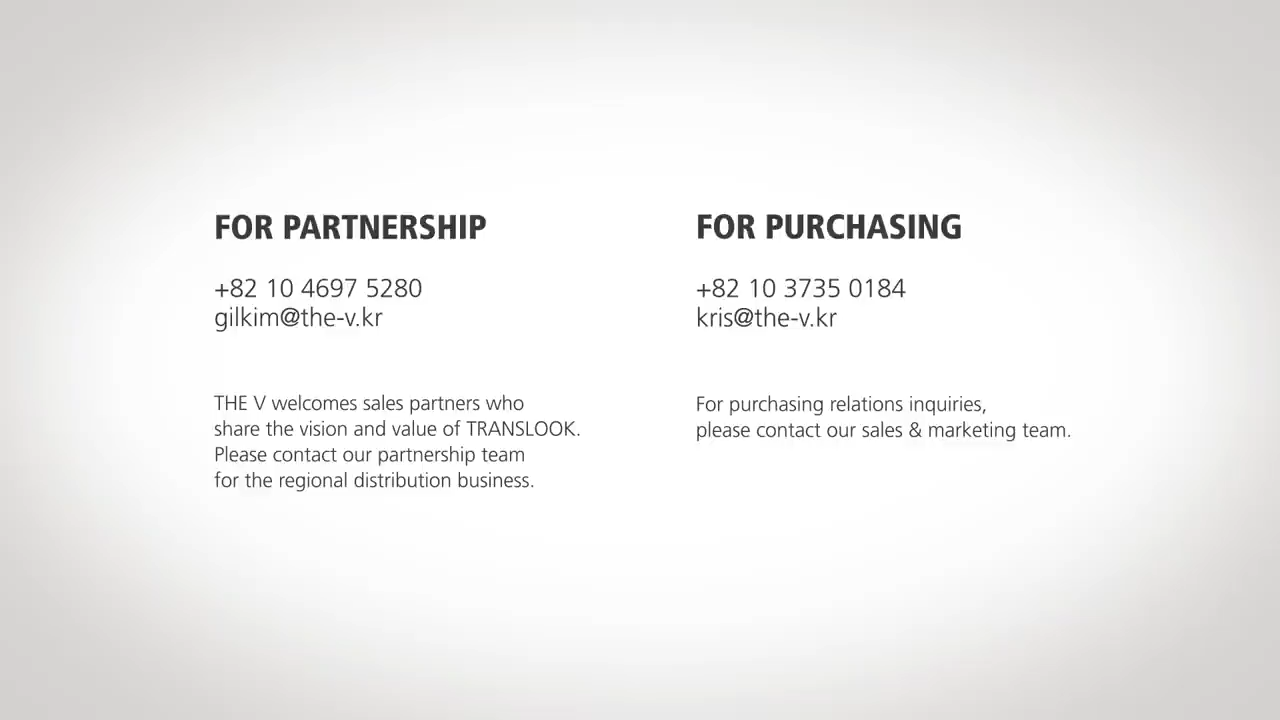 FOR PARTNERSHIP
+82 10 4697 5280
gilkim@the-v.kr
THE V welcomes sales partners who
share the vision and value of TRANSLOOK.
Please contact our partnership team
for the regional distribution business.
FOR PURCHASING
+82 10 3735 0184
kris@the-v.kr
For purchasing relations inquiries,
please contact our sales & marketing team.